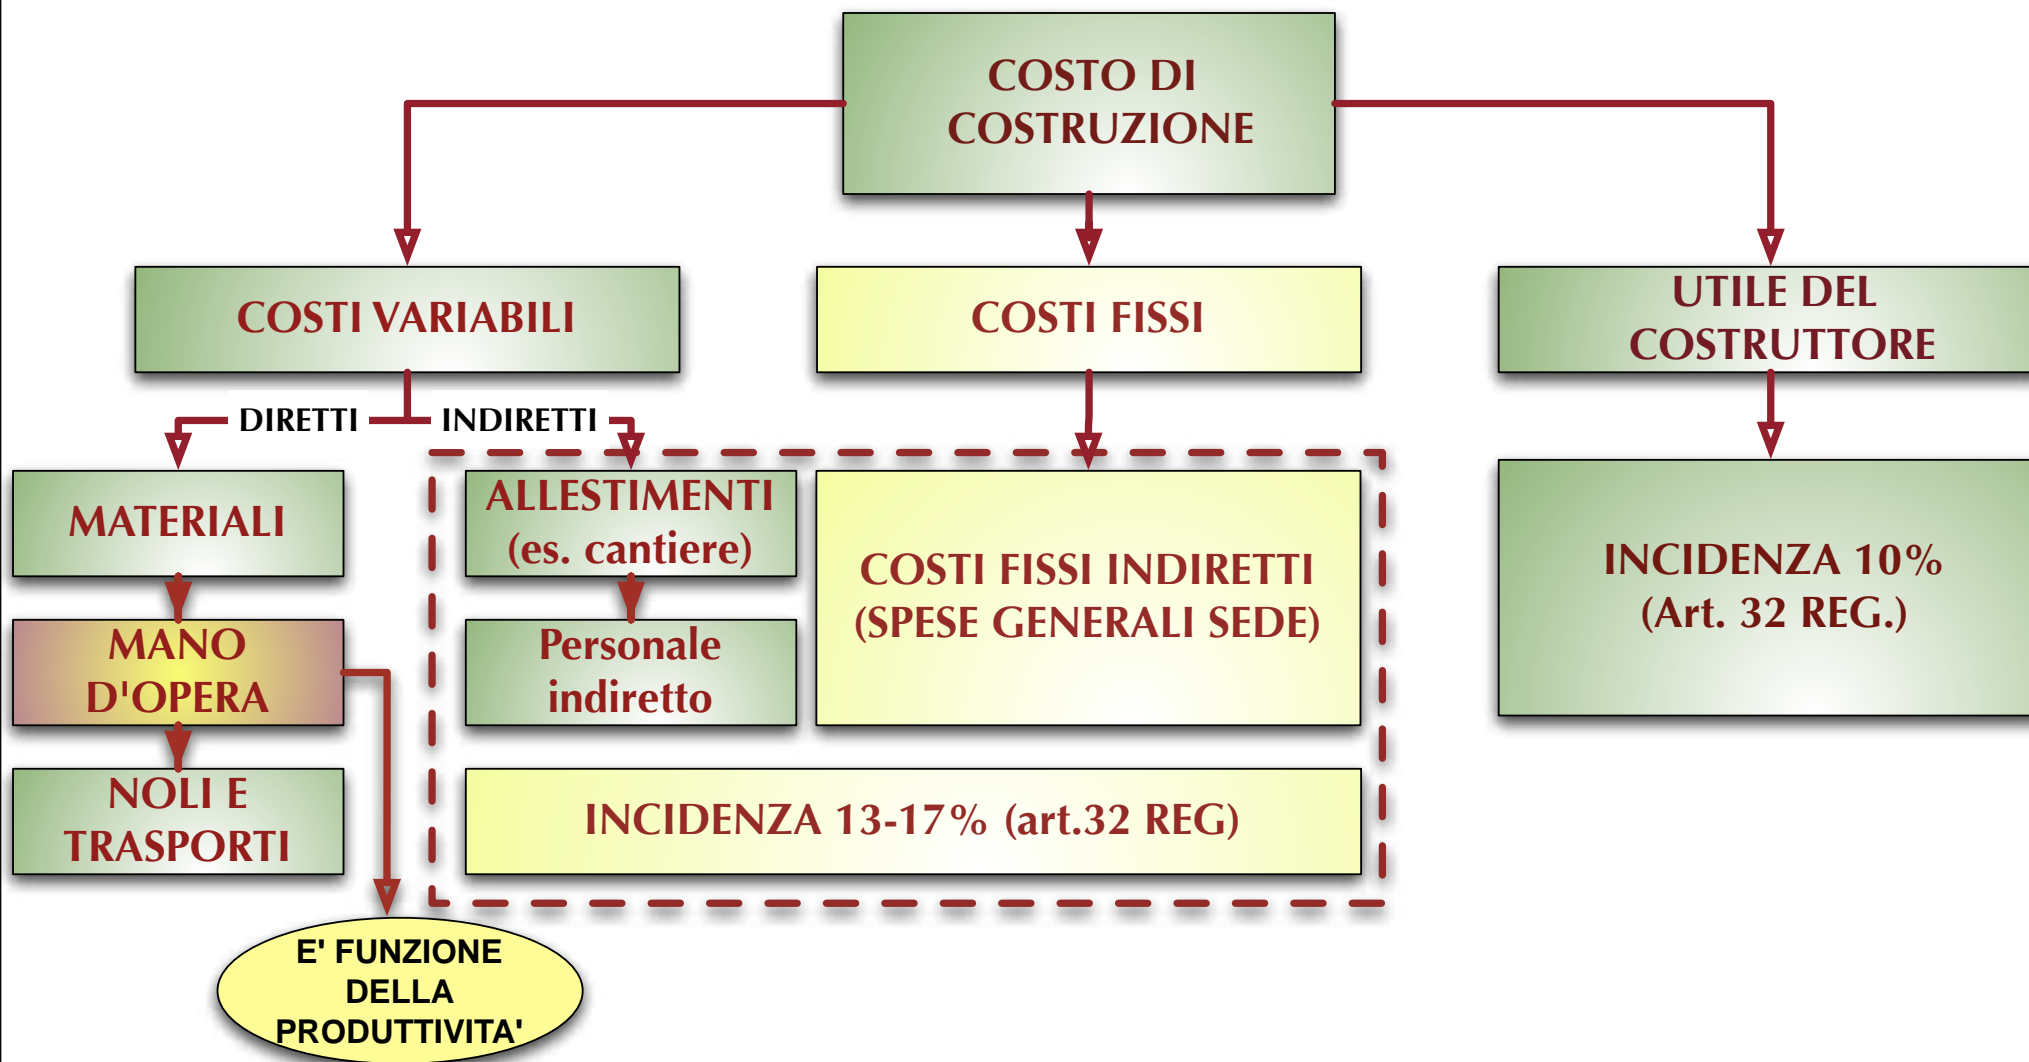 COSTO DI
COSTRUZIONE
COSTI VARIABILI
COSTI FISSI
UTILE DEL
COSTRUTTORE
DIRETTI
INDIRETTI
MATERIALI
ALLESTIMENTI
(es. cantiere)
COSTI FISSI INDIRETTI
(SPESE GENERALI SEDE)
INCIDENZA 10%
(Art. 32 REG.)
MANO
D'OPERA
Personale
indiretto
NOLI E
TRASPORTI
INCIDENZA 13-17% (art.32 REG)
E' FUNZIONE
DELLA
PRODUTTIVITA'